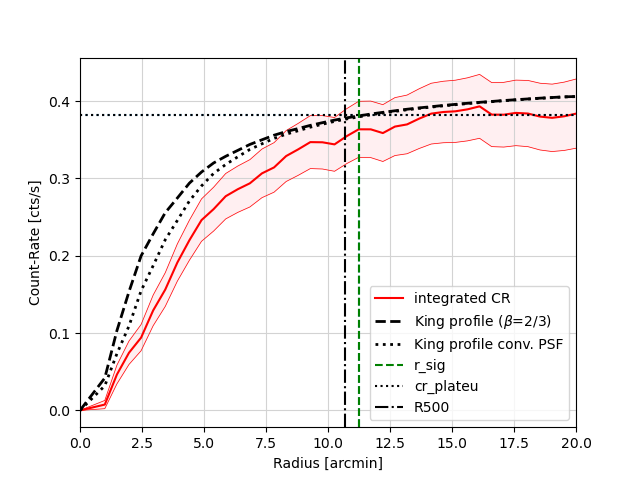 0.4
0.3
0.2
0.1
0.0
Count-Rate [cts/s]
integrated CR
King profile (β=2/3)
King profile conv. PSF
r_sig
cr_plateu
R500
0.0 2.5 5.0 7.5 10.0 12.5 15.0 17.5 20.0
Radius [arcmin]